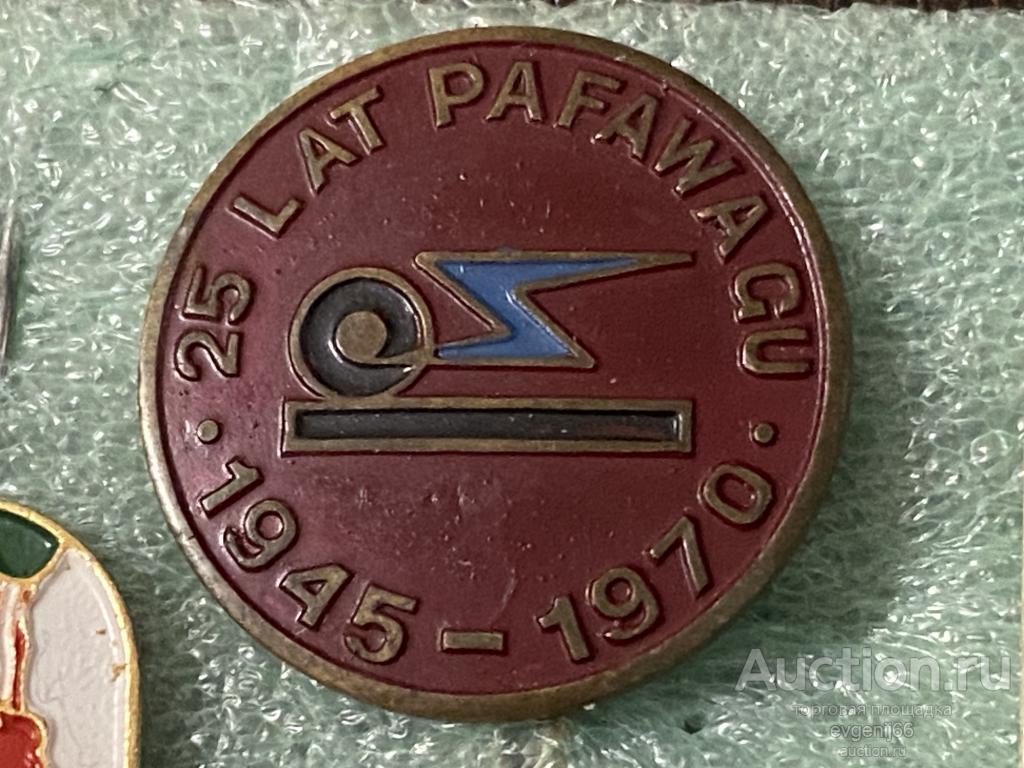 25 LAT PAFAWAGU
1945 - 1970
Auction.ru
торговая площадка
evgenij66
auction.ru